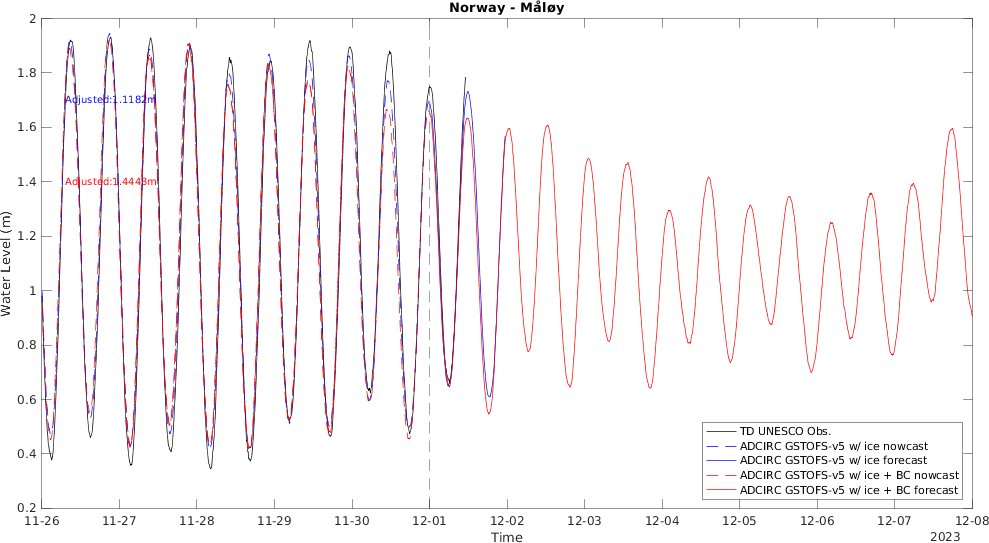 Norway - Måløy
2
1.8
1.6
1.4
1.2
1
0.8
0.6
0.4
0.2
Water Level (m)
Adjusted:1.1182m
Adjusted:1.4443m
TD UNESCO Obs.
ADCIRC GSTOFS-v5 w/ ice nowcast
ADCIRC GSTOFS-v5 w/ ice forecast
ADCIRC GSTOFS-v5 w/ ice + BC nowcast
ADCIRC GSTOFS-v5 w/ ice + BC forecast
11-26 11-27 11-28 11-29 11-30 12-01 12-02 12-03 12-04 12-05 12-06 12-07 12-08
Time
2023